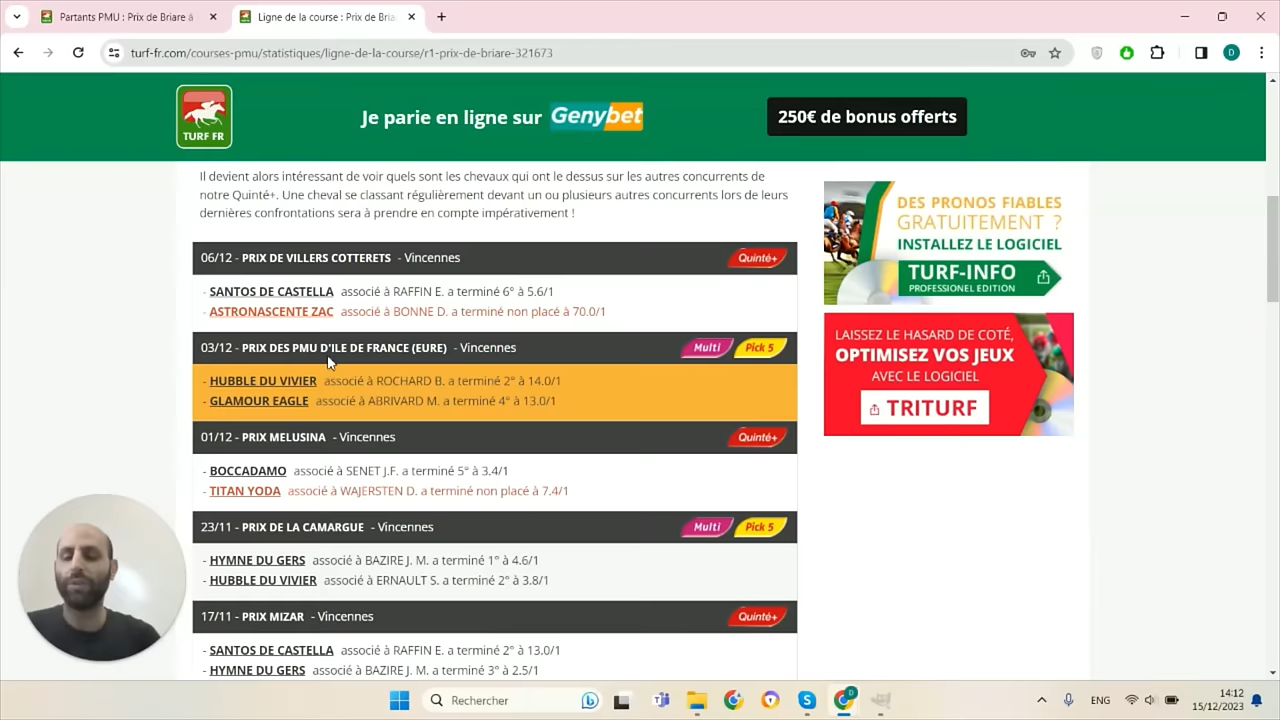 Partants PMU : Prix de Briare à
Ligne de la course : Prix de Bria
turf-fr.com/courses-pmu/statistiques/ligne-de-la-course/r1-prix-de-briare-321673
D
TURF FR
Je parie en ligne sur Genybet
250€ de bonus offerts
Il devient alors intéressant de voir quels sont les chevaux qui ont le dessus sur les autres concurrents de
notre Quinté+. Une cheval se classant régulièrement devant un ou plusieurs autres concurrents lors de leurs
dernières confrontations sera à prendre en compte impérativement !
06/12 - PRIX DE VILLERS COTTERETS - Vincennes Quinté+
- SANTOS DE CASTELLA associé à RAFFIN E. a terminé 6° à 5.6/1
- ASTRONASCENTE ZAC associé à BONNE D. a terminé non placé à 70.0/1
03/12 - PRIX DES PMU D'ILE DE FRANCE (EURE) - Vincennes Multi Pick 5
- HUBBLE DU VIVIER associé à ROCHARD B. a terminé 2° à 14.0/1
- GLAMOUR EAGLE associé à ABRIVARD M. a terminé 4° à 13.0/1
01/12 - PRIX MELUSINA - Vincennes Quinté+
- BOCCADAMO associé à SENET J.F. a terminé 5° à 3.4/1
- TITAN YODA associé à WAJERSTEN D. a terminé non placé à 7.4/1
23/11 - PRIX DE LA CAMARGUE - Vincennes Multi Pick 5
- HYMNE DU GERS associé à BAZIRE J. M. a terminé 1° à 4.6/1
- HUBBLE DU VIVIER associé à ERNAULT S. a terminé 2° à 3.8/1
17/11 - PRIX MIZAR - Vincennes Quinté+
- SANTOS DE CASTELLA associé à RAFFIN E. a terminé 2° à 13.0/1
- HYMNE DU GERS associé à BAZIRE J. M. a terminé 3° à 2.5/1
DES PRONOS FIABLES
GRATUITEMENT ?
INSTALLEZ LE LOGICIEL
TURF-INFO
PROFESIONEL EDITION
LAISSEZ LE HASARD DE COTÉ,
OPTIMISEZ VOS JEUX
AVEC LE LOGICIEL
TRITURF
Rechercher
ENG
14:12
15/12/2023